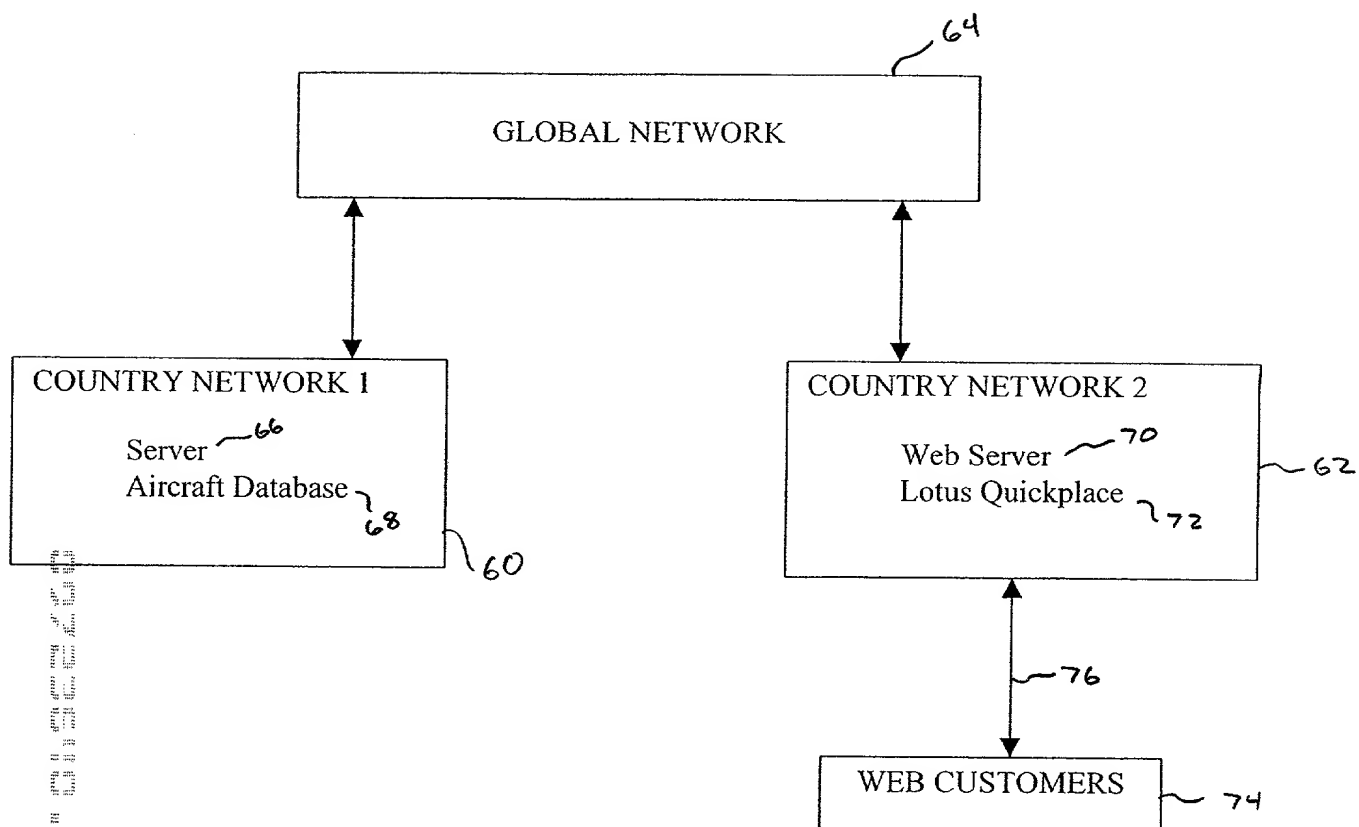 64
GLOBAL NETWORK
COUNTRY NETWORK 1
Server 66
Aircraft Database 68
60
COUNTRY NETWORK 2
Web Server 70
Lotus Quickplace 72
62
76
WEB CUSTOMERS
74